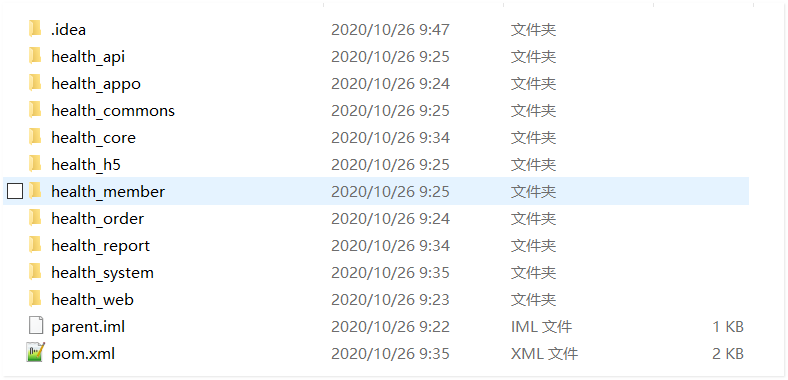 .idea 2020/10/26 9:47 文件夹
health_api 2020/10/26 9:25 文件夹
health_appo 2020/10/26 9:24 文件夹
health_commons 2020/10/26 9:25 文件夹
health_core 2020/10/26 9:34 文件夹
health_h5 2020/10/26 9:25 文件夹
health_member 2020/10/26 9:25 文件夹
health_order 2020/10/26 9:24 文件夹
health_report 2020/10/26 9:34 文件夹
health_system 2020/10/26 9:35 文件夹
health_web 2020/10/26 9:23 文件夹
parent.iml 2020/10/26 9:22 IML 文件 1 KB
pom.xml 2020/10/26 9:35 XML 文件 2 KB